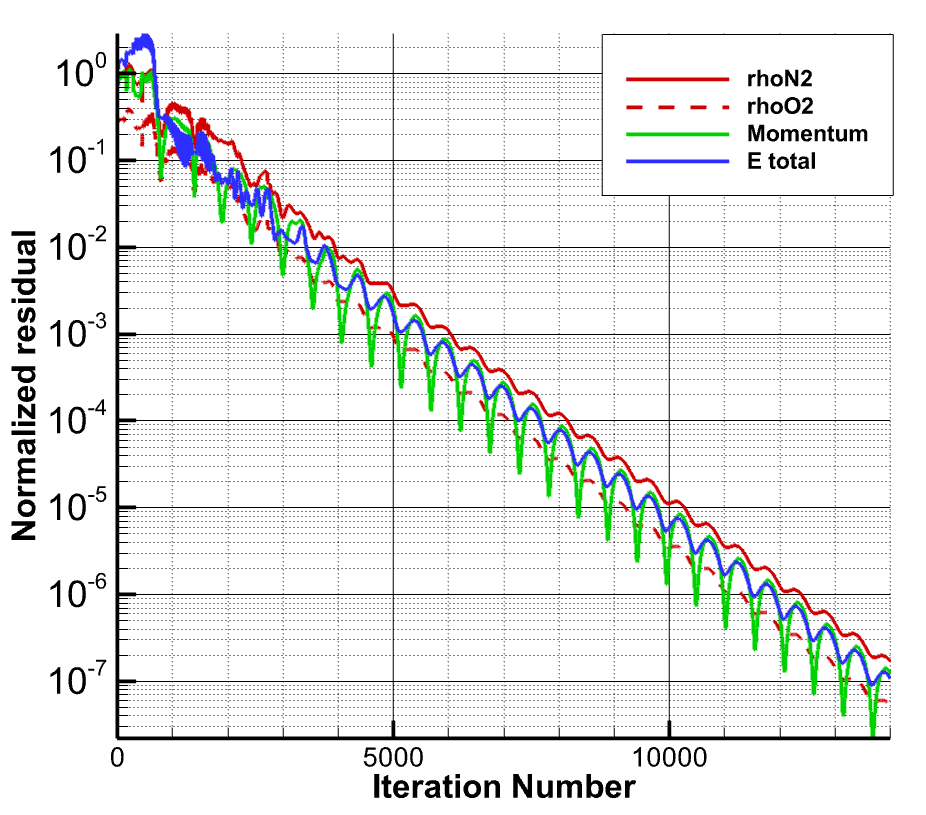 rhoN2
rhoO2
Momentum
E total
10^0
10^-1
10^-2
10^-3
10^-4
10^-5
10^-6
10^-7
Normalized residual
0 5000 10000
Iteration Number